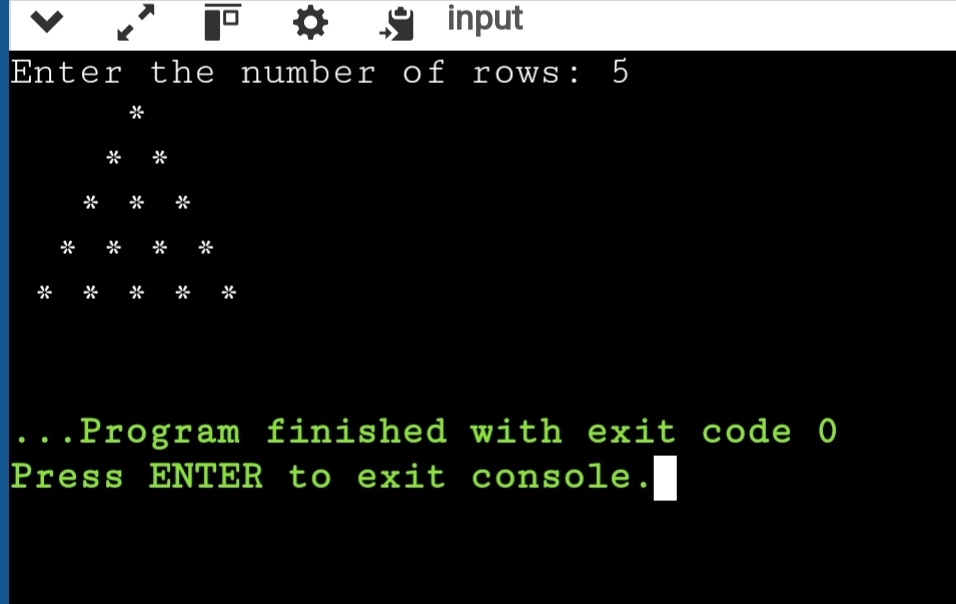 input
Enter the number of rows: 5
     *
    * *
   * * *
  * * * *
 * * * * *
...Program finished with exit code 0
Press ENTER to exit console.